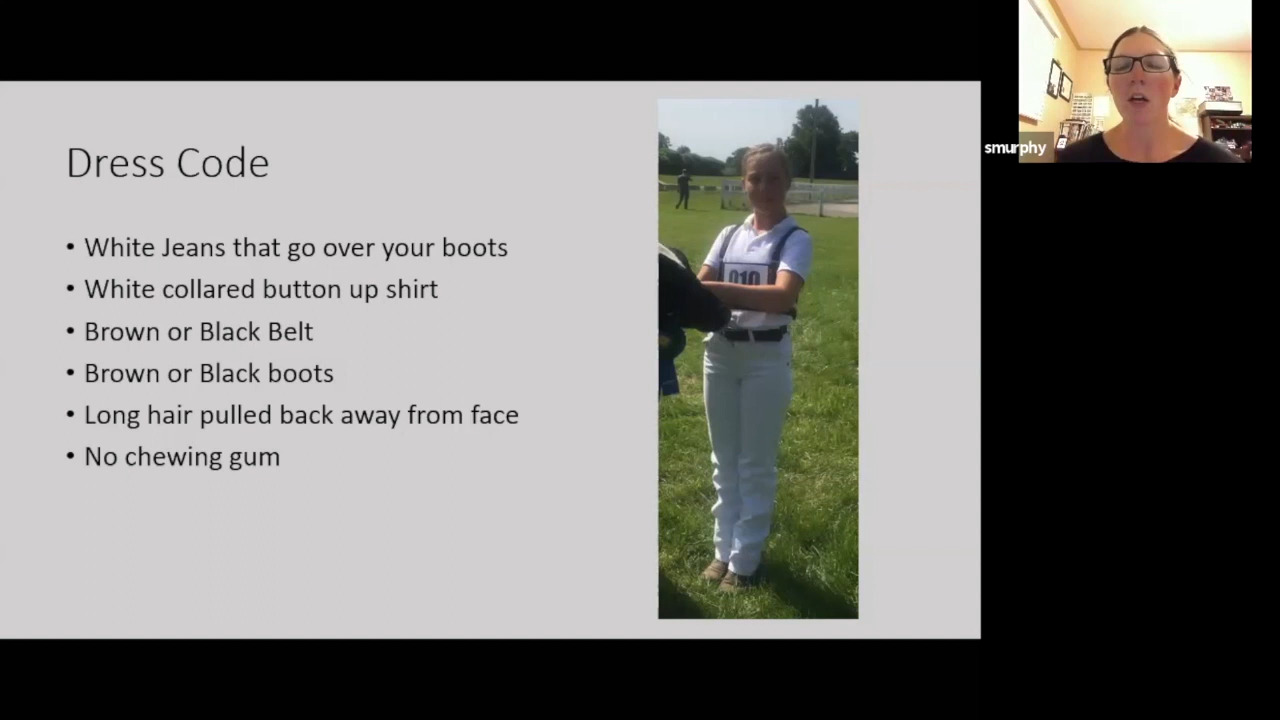 smurphy
Dress Code
• White Jeans that go over your boots
• White collared button up shirt
• Brown or Black Belt
• Brown or Black boots
• Long hair pulled back away from face
• No chewing gum
010